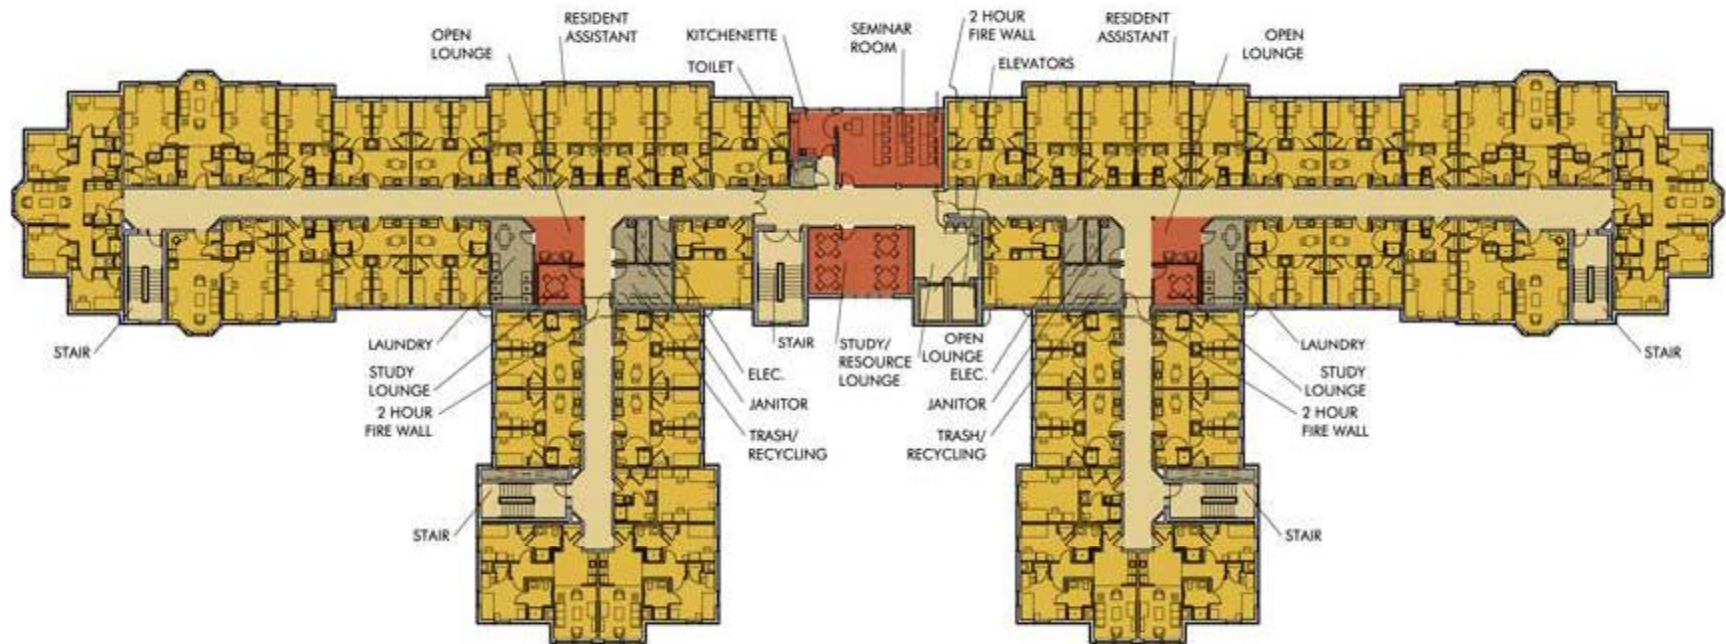 OPEN
LOUNGE
RESIDENT
ASSISTANT
KITCHENETTE
TOILET
SEMINAR
ROOM
2 HOUR
FIRE WALL
ELEVATORS
RESIDENT
ASSISTANT
OPEN
LOUNGE
STAIR
LAUNDRY
STUDY
LOUNGE
2 HOUR
FIRE WALL
ELEC.
JANITOR
TRASH/
RECYCLING
STAIR
STAIR
STUDY/
RESOURCE
LOUNGE
OPEN
LOUNGE
ELEC.
JANITOR
TRASH/
RECYCLING
LAUNDRY
STUDY
LOUNGE
2 HOUR
FIRE WALL
STAIR
STAIR